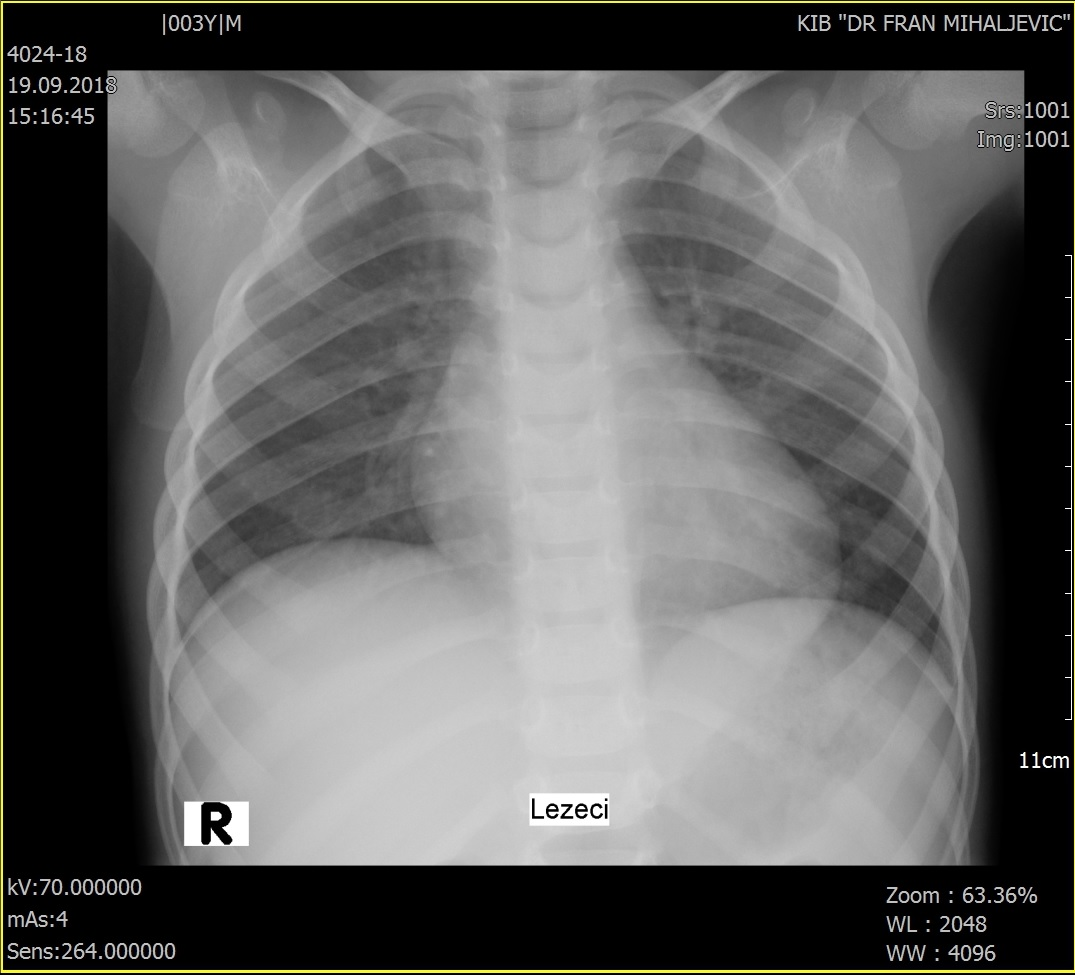 |003Y|M
KIB "DR FRAN MIHALJEVIC"
4024-18
19.09.2018
15:16:45
Srs:1001
Img:1001
11cm
R
Lezeci
kV:70.000000
mAs:4
Sens:264.000000
Zoom : 63.36%
WL : 2048
WW : 4096